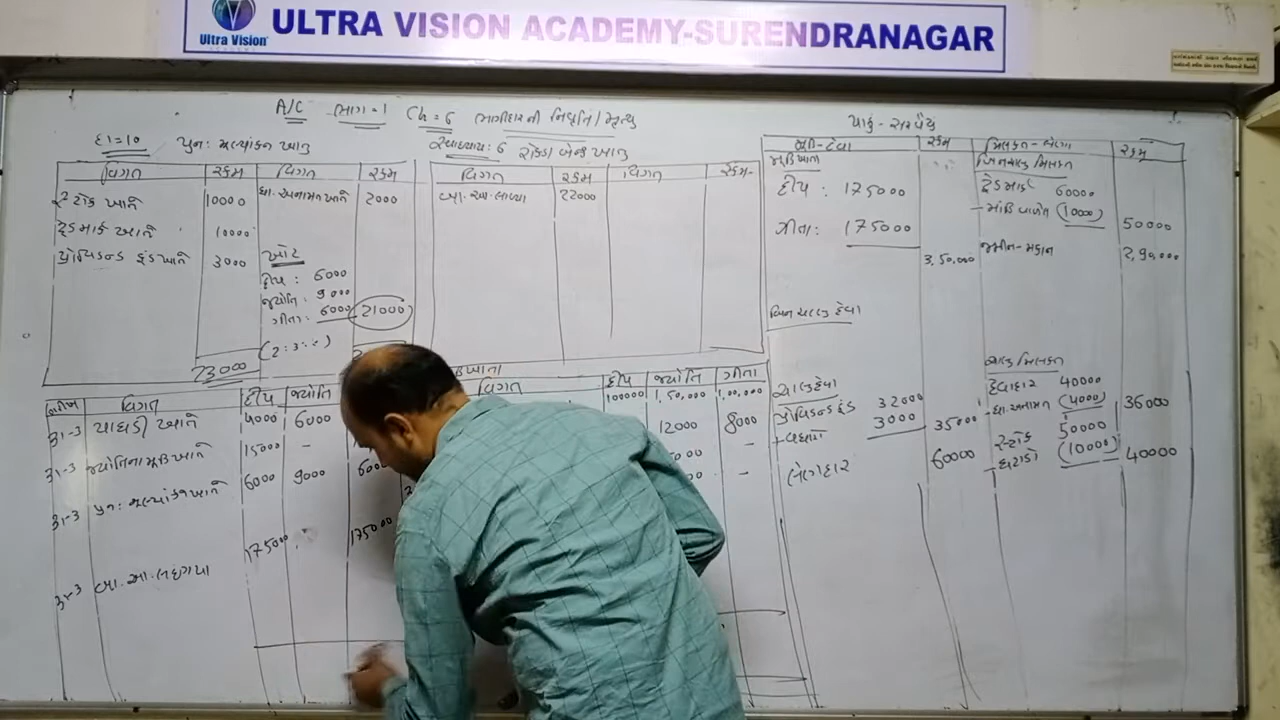 ULTRA VISION ACADEMY-SURENDRANAGAR
Ultra Vision
A/C ભાગ-1 Ch = 6 ભાગીદારની નિવૃત્તિ / મૃત્યુ
દા=10 પુનઃ મૂલ્યાંકન ખાતુ
સ્વાધ્યાય: 6 રોકડ બેન્ક ખાતુ
પાકુ - સરવૈયું
વિગત રકમ વિગત રકમ
સ્ટોક ખાતે 10000 ઘા. અનામત ખાતે 2000
ટ્રેડમાર્ક ખાતે 10000
પ્રોવિડન્ડ ફંડ ખાતે 3000 ખોટ
દીપ : 6000
જ્યોતિ : 9000
ગીતા : 6000 21000
(2:3:2)
23000
વિગત રકમ વિગત રકમ
બા. આ. લાવ્યા 22000
મૂડી-દેવા રકમ મિલકત-લેણા રકમ
મૂડી ખાતા બિનચાલુ મિલકત
દીપ : 175000 ટ્રેડમાર્ક 60000
- માંડી વાળેલ (10000) 50000
ગીતા : 175000
3,50,000 જમીન-મકાન 2,90,000
બિન ચાલુ દેવા
ચાલુ મિલકત
ચાલુ દેવા દેવાદાર 40000
પ્રોવિડન્ડ ફંડ 32000 - ઘા. અનામત (4000) 36000
- વધારો 3000 35000 સ્ટોક 50000
લેણદાર 60000 - ઘટાડો (10000) 40000
ખાતા
તારીખ વિગત દીપ જ્યોતિ
વિગત દીપ જ્યોતિ ગીતા
100000 1,50,000 1,00,000
31-3 પાઘડી ખાતે 4000 6000
12000 8000
31-3 જ્યોતિના મૂડી ખાતે 15000 -
31-3 પુનઃ મૂલ્યાંકન ખાતે 6000 9000 6000
-
31-3 બા. આ. લઇ ગયા 175000 175000